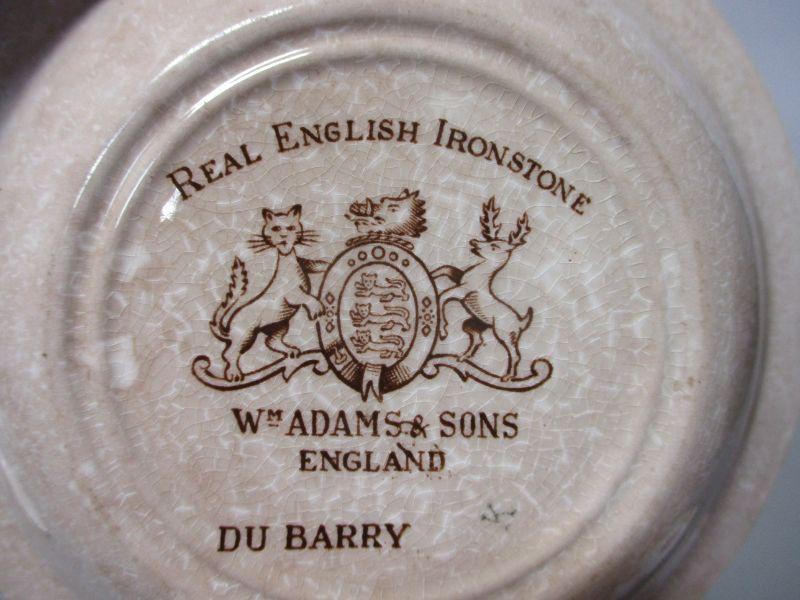 REAL ENGLISH IRONSTONE
WM ADAMS & SONS
ENGLAND
DU BARRY